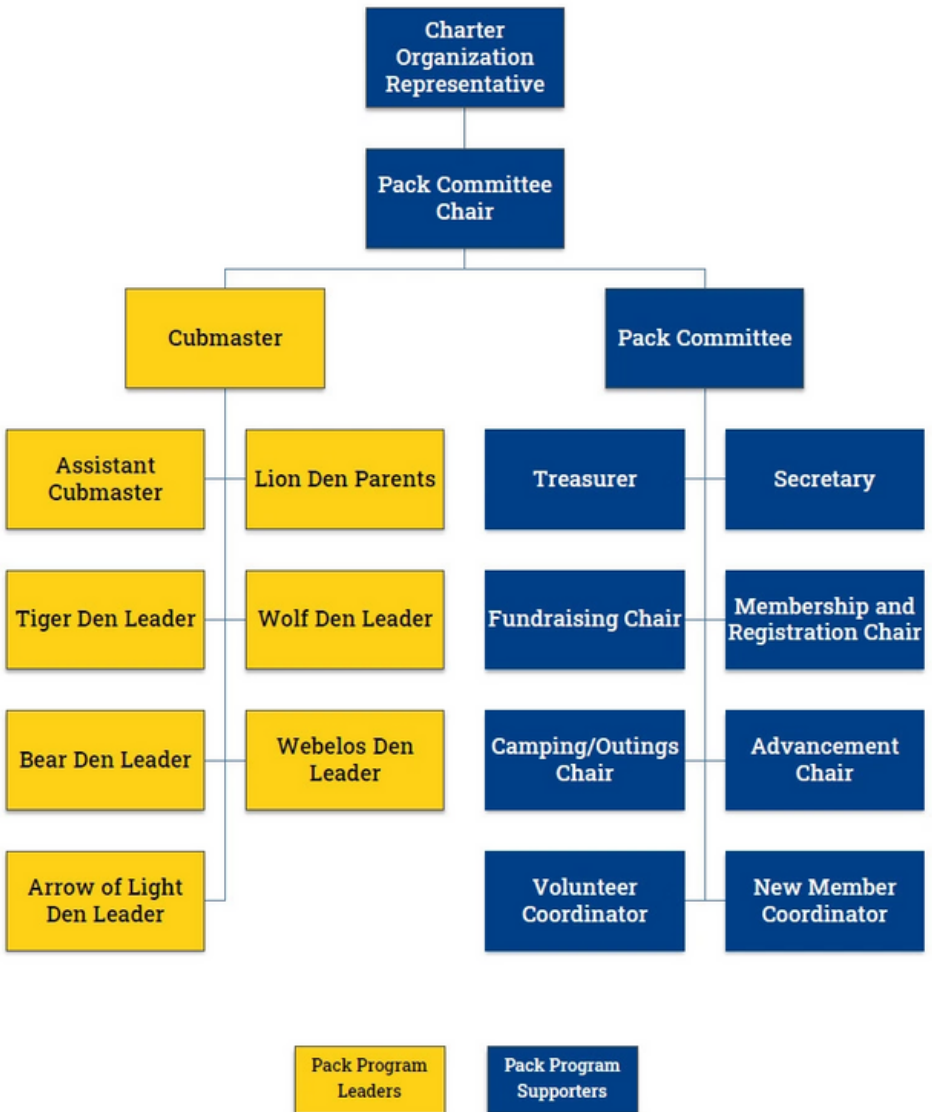 Charter
Organization
Representative
Pack Committee
Chair
Cubmaster
Pack Committee
Assistant
Cubmaster
Lion Den Parents
Treasurer
Secretary
Tiger Den Leader
Wolf Den Leader
Fundraising Chair
Membership and
Registration Chair
Bear Den Leader
Webelos Den
Leader
Camping/Outings
Chair
Advancement
Chair
Arrow of Light
Den Leader
Volunteer
Coordinator
New Member
Coordinator
Pack Program
Leaders
Pack Program
Supporters